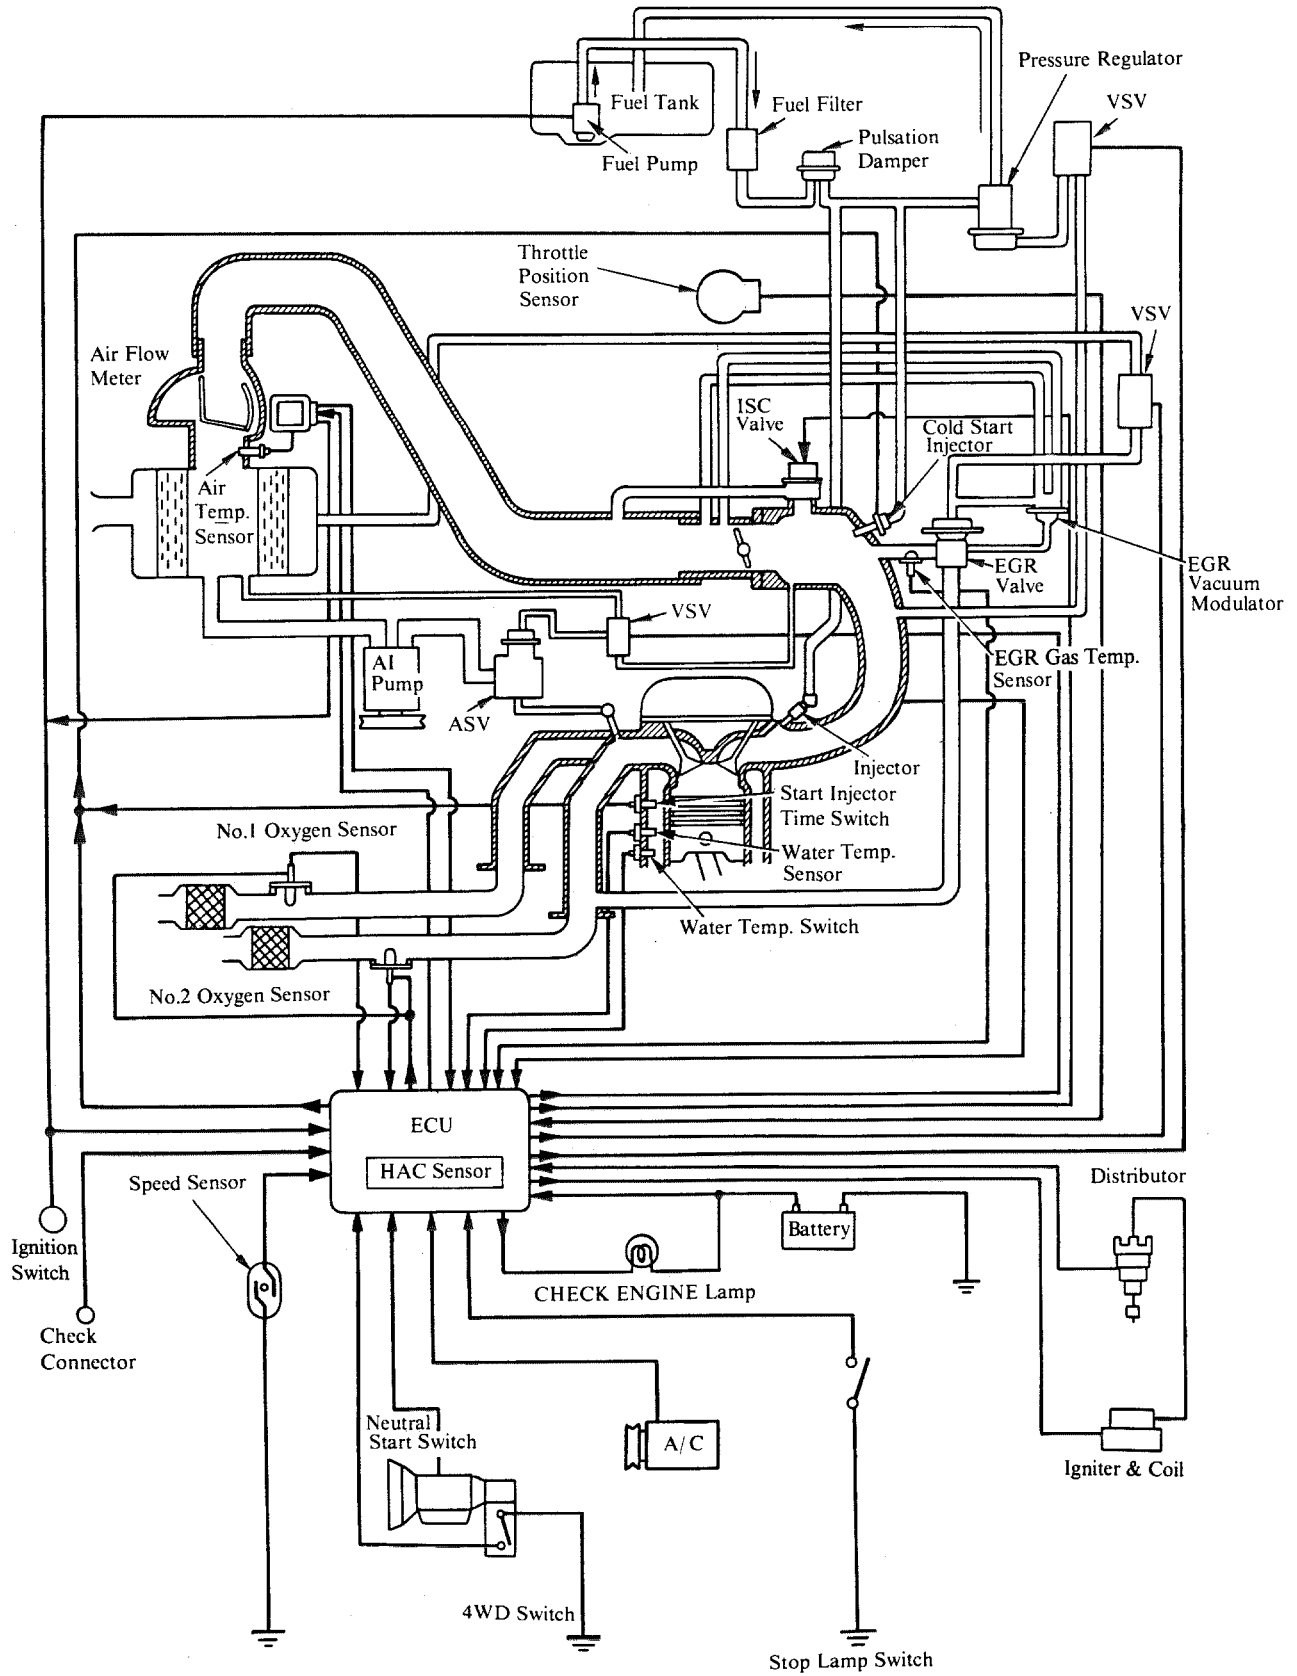 Pressure Regulator
VSV
Fuel Tank
Fuel Filter
Fuel Pump
Pulsation
Damper
Throttle
Position
Sensor
VSV
Air Flow
Meter
ISC
Valve
Cold Start
Injector
Air
Temp.
Sensor
EGR
Valve
EGR
Vacuum
Modulator
VSV
AI
Pump
ASV
EGR Gas Temp.
Sensor
Injector
Start Injector
Time Switch
No.1 Oxygen Sensor
Water Temp.
Sensor
Water Temp. Switch
No.2 Oxygen Sensor
ECU
HAC Sensor
Speed Sensor
Distributor
Battery
Ignition
Switch
CHECK ENGINE Lamp
Check
Connector
Neutral
Start Switch
A/C
Igniter & Coil
4WD Switch
Stop Lamp Switch